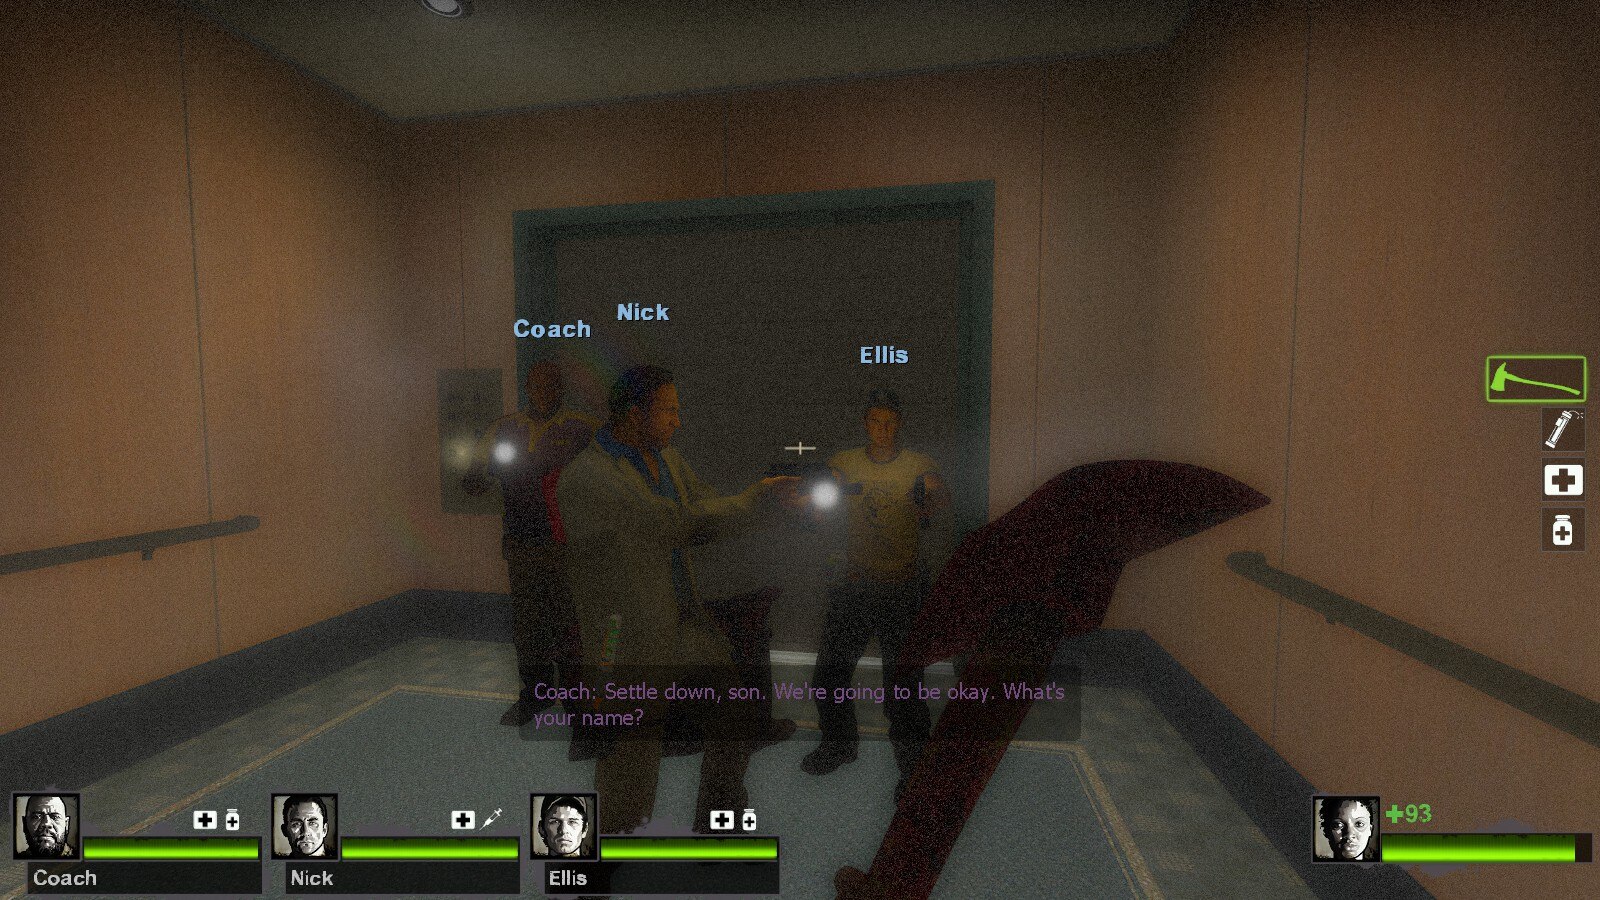 Nick
Coach
Ellis
Coach: Settle down, son. We're going to be okay. What's
your name?
+93
Coach
Nick
Ellis